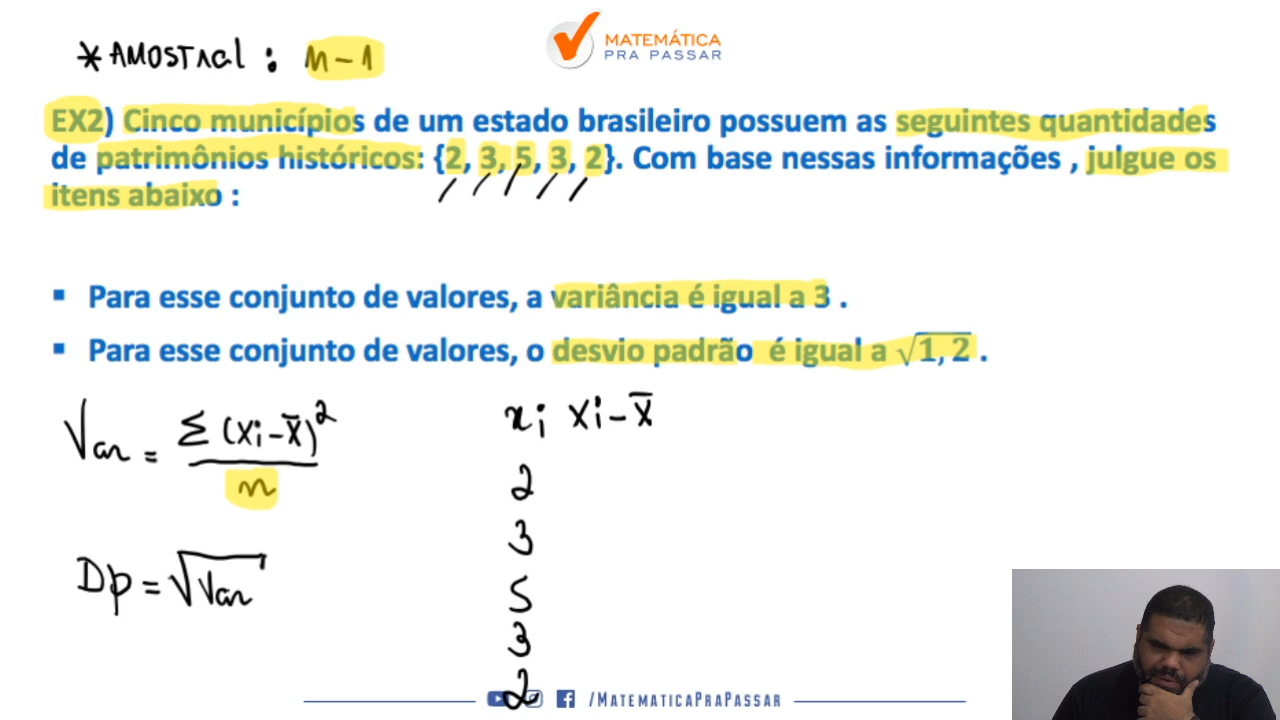 * AMOSTRAL : n - 1
MATEMÁTICA
PRA PASSAR
EX2) Cinco municípios de um estado brasileiro possuem as seguintes quantidades
de patrimônios históricos: {2, 3, 5, 3, 2}. Com base nessas informações , julgue os
itens abaixo :
▪ Para esse conjunto de valores, a variância é igual a 3 .
▪ Para esse conjunto de valores, o desvio padrão é igual a √1, 2 .
Var = Σ (Xi - X̄)²
n
Dp = √Var
xi Xi - X̄
2
3
5
3
2
/MATEMATICAPRAPASSAR